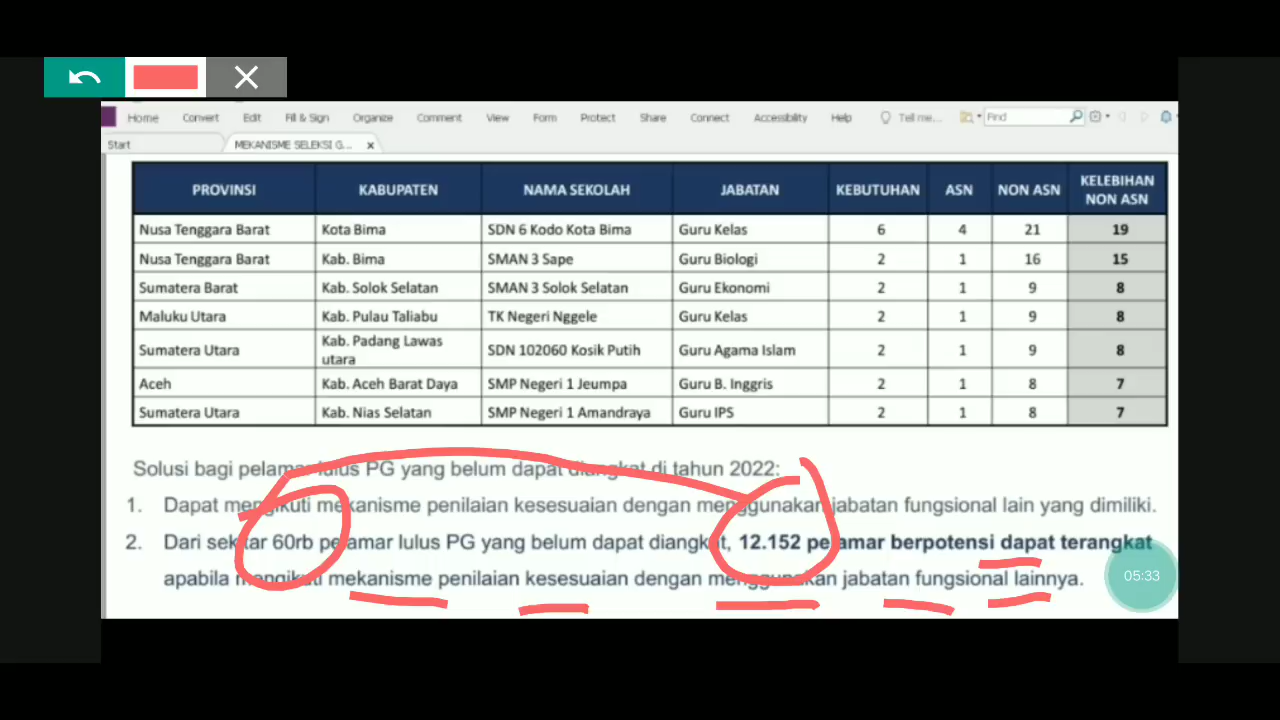 Home Convert Edit Fill & Sign Organize Comment View Form Protect Share Connect Accessibility Help Tell me... Find
Start MEKANISME SELEKSI G... x
PROVINSI KABUPATEN NAMA SEKOLAH JABATAN KEBUTUHAN ASN NON ASN KELEBIHAN NON ASN
Nusa Tenggara Barat Kota Bima SDN 6 Kodo Kota Bima Guru Kelas 6 4 21 19
Nusa Tenggara Barat Kab. Bima SMAN 3 Sape Guru Biologi 2 1 16 15
Sumatera Barat Kab. Solok Selatan SMAN 3 Solok Selatan Guru Ekonomi 2 1 9 8
Maluku Utara Kab. Pulau Taliabu TK Negeri Nggele Guru Kelas 2 1 9 8
Sumatera Utara Kab. Padang Lawas utara SDN 102060 Kosik Putih Guru Agama Islam 2 1 9 8
Aceh Kab. Aceh Barat Daya SMP Negeri 1 Jeumpa Guru B. Inggris 2 1 8 7
Sumatera Utara Kab. Nias Selatan SMP Negeri 1 Amandraya Guru IPS 2 1 8 7
Solusi bagi pelamar lulus PG yang belum dapat diangkat di tahun 2022:
1. Dapat mengikuti mekanisme penilaian kesesuaian dengan menggunakan jabatan fungsional lain yang dimiliki.
2. Dari sekitar 60rb pelamar lulus PG yang belum dapat diangkat, 12.152 pelamar berpotensi dapat terangkat
apabila mengikuti mekanisme penilaian kesesuaian dengan menggunakan jabatan fungsional lainnya.
05:33